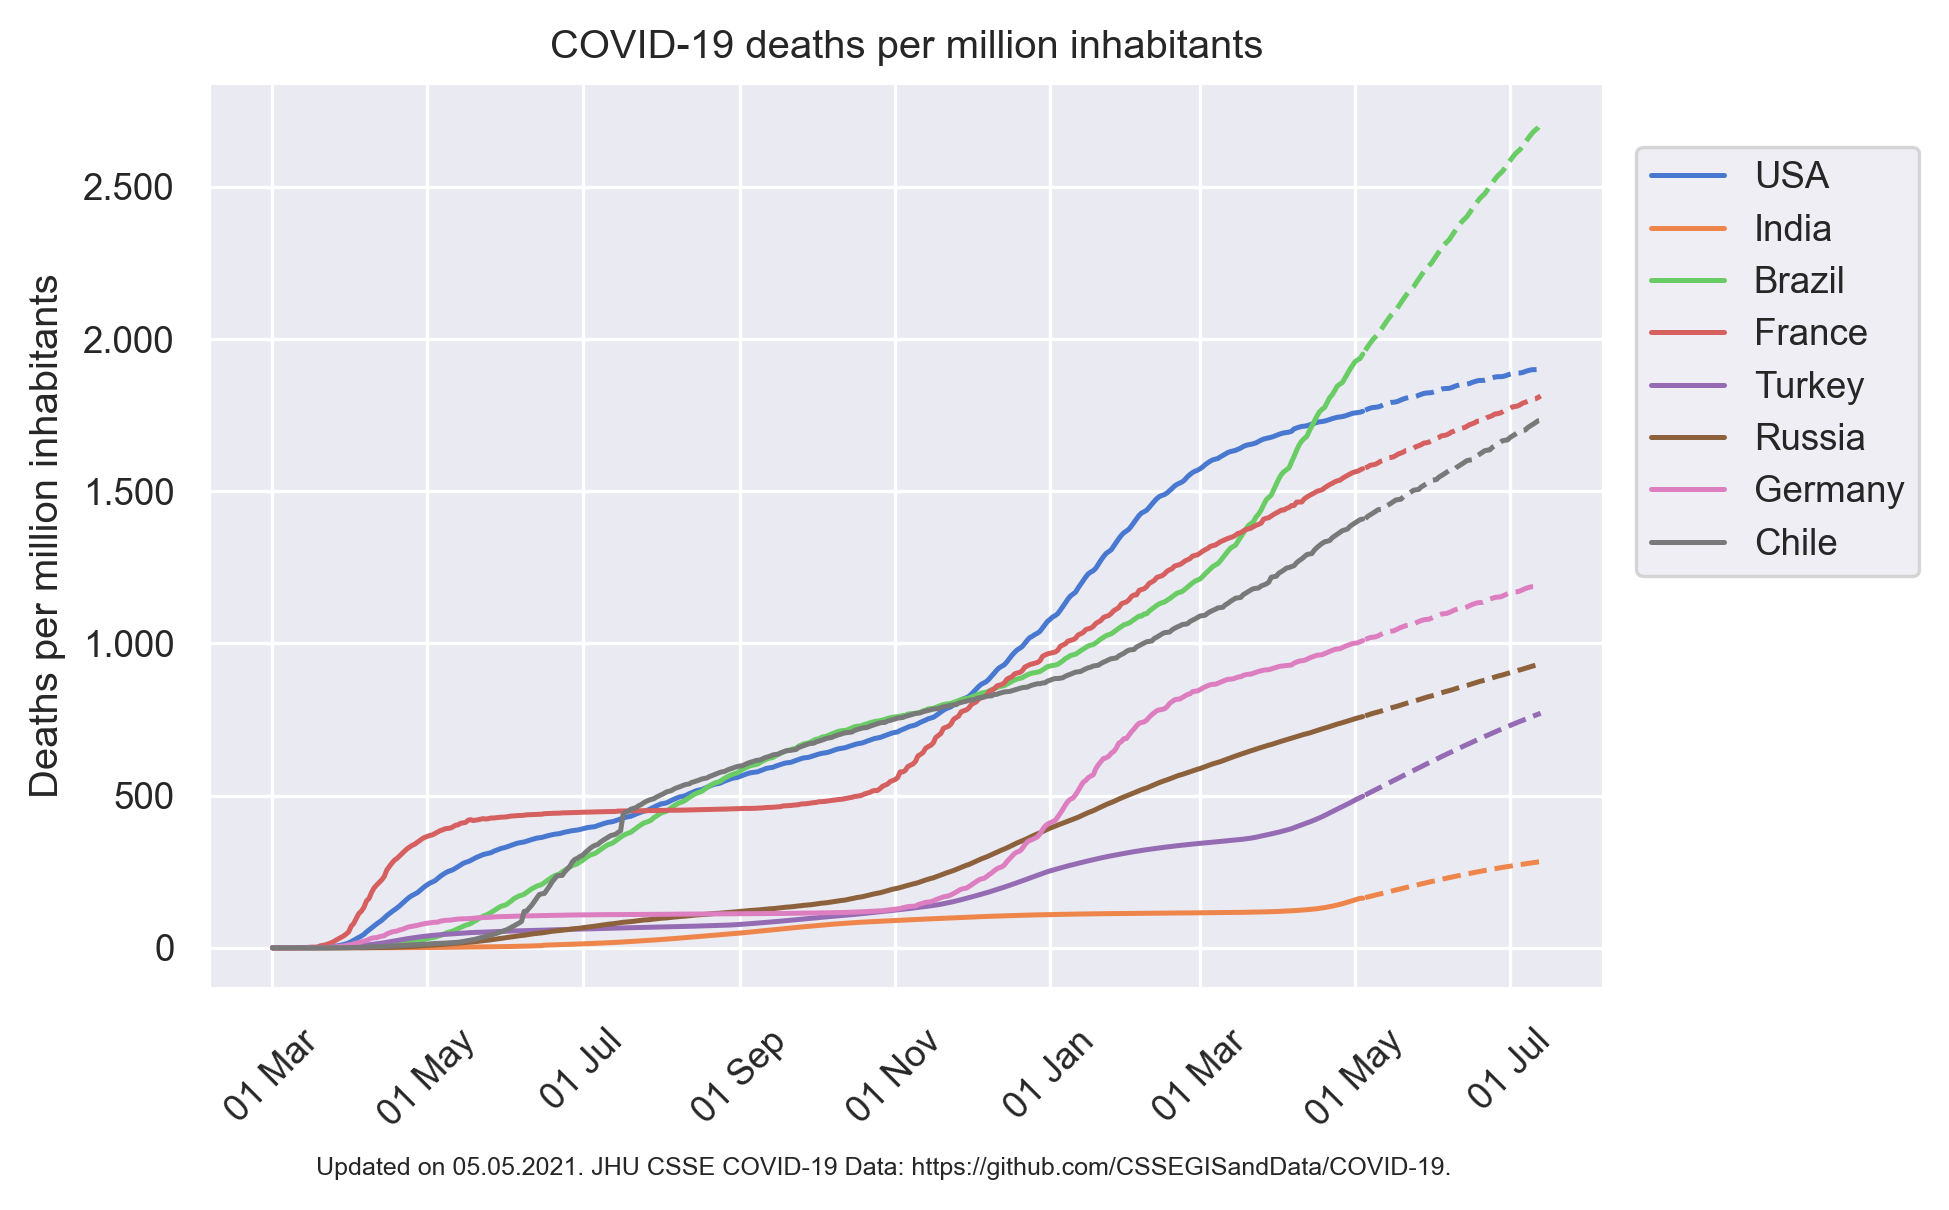 COVID-19 deaths per million inhabitants
Deaths per million inhabitants
2.500
2.000
1.500
1.000
500
0
01 Mar
01 May
01 Jul
01 Sep
01 Nov
01 Jan
01 Mar
01 May
01 Jul
USA
India
Brazil
France
Turkey
Russia
Germany
Chile
Updated on 05.05.2021. JHU CSSE COVID-19 Data: https://github.com/CSSEGISandData/COVID-19.